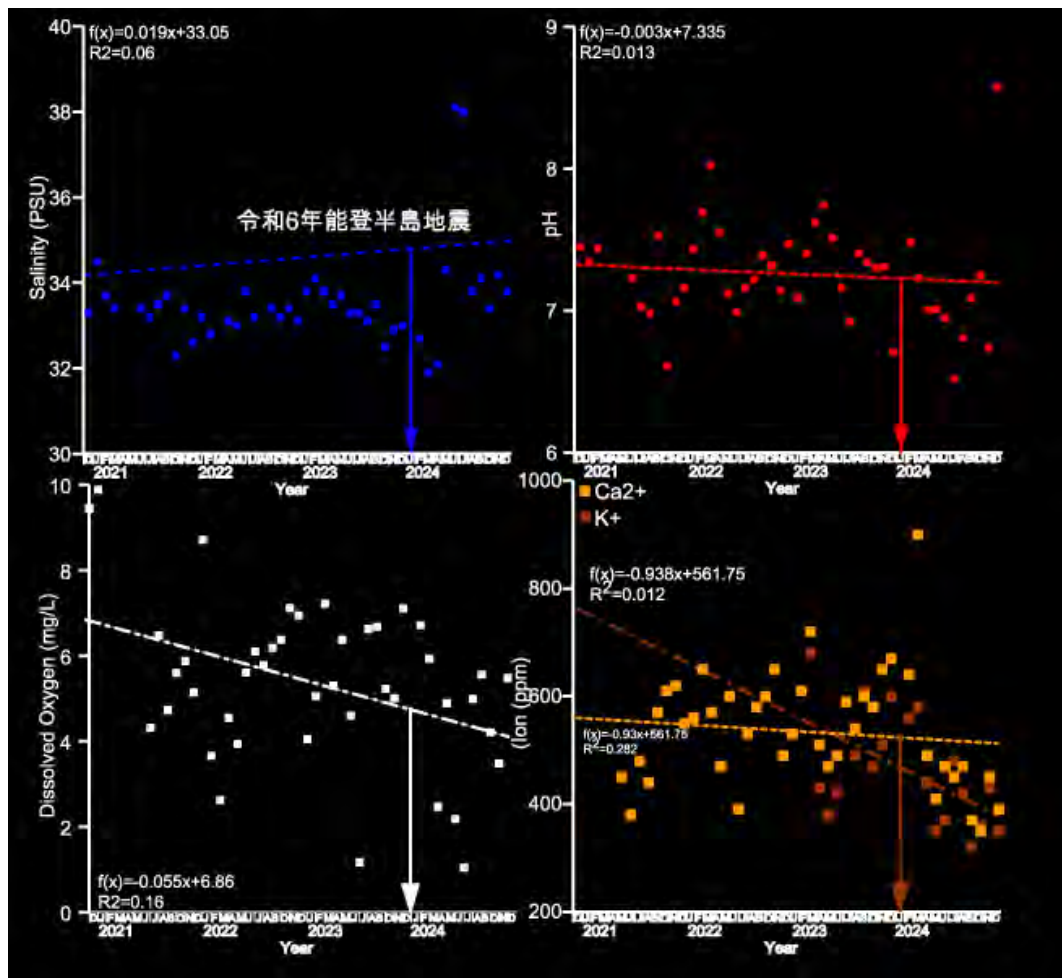 f(x)=0.019x+33.05
R2=0.06
40
38
36
34
32
30
Salinity (PSU)
令和6年能登半島地震
2021
2022
2023
2024
Year
f(x)=-0.003x+7.335
R2=0.013
9
8
7
6
pH
2021
2022
2023
2024
Year
10
8
6
4
2
0
Dissolved Oxygen (mg/L)
f(x)=-0.055x+6.86
R2=0.16
2021
2022
2023
2024
Year
1000
800
600
400
200
(Ion (ppm)
Ca2+
K+
f(x)=-0.938x+561.75
R2=0.012
f(x)=-0.93x+561.75
R2=0.282
2021
2022
2023
2024
Year